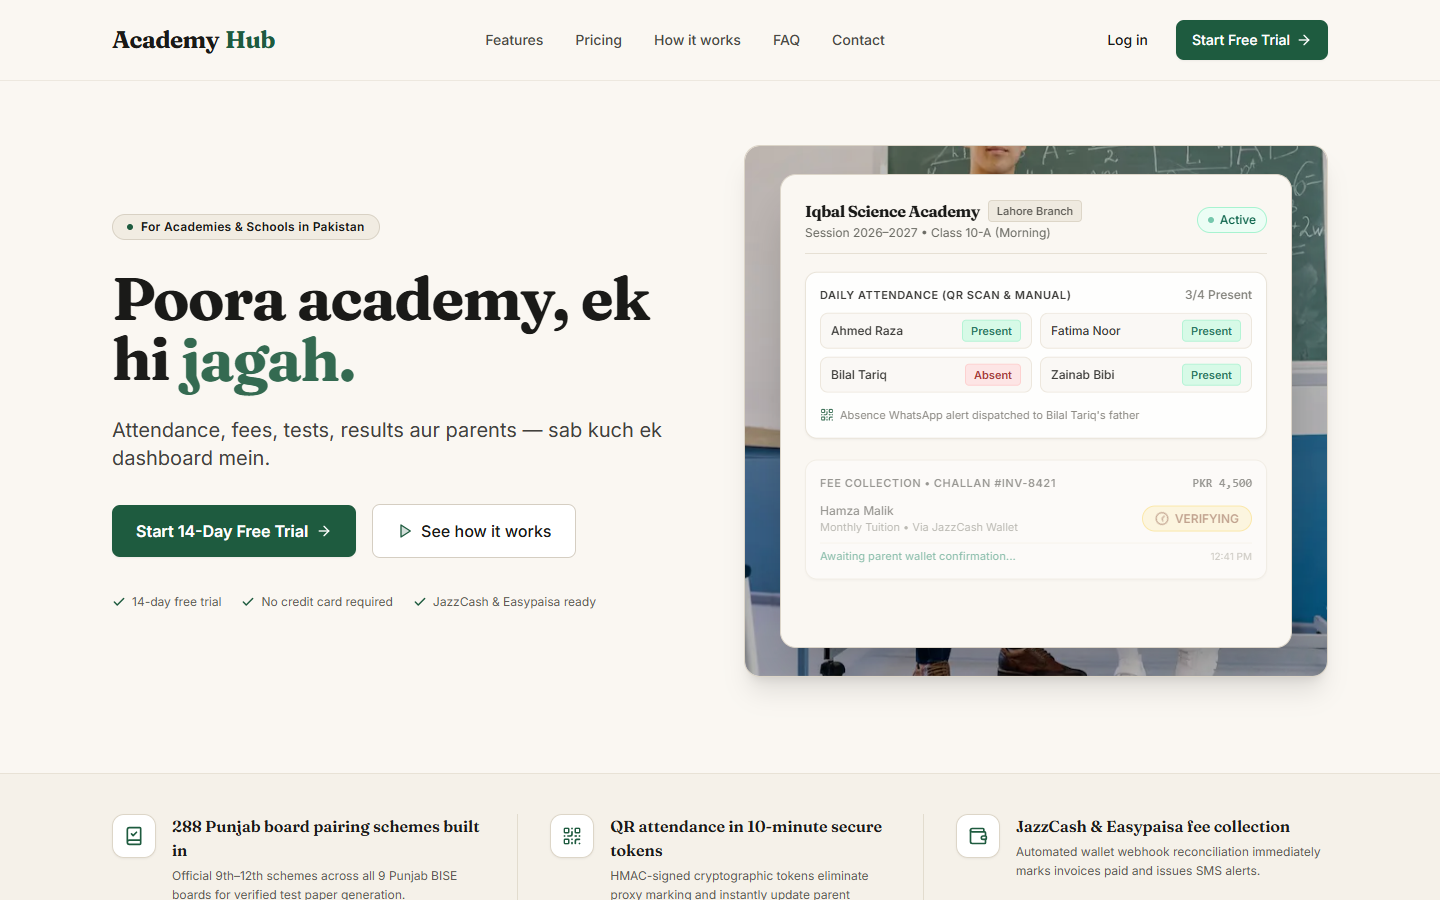 Academy Hub
Features
Pricing
How it works
FAQ
Contact
Log in
Start Free Trial
For Academies & Schools in Pakistan
Poora academy, ek
hi jagah.
Attendance, fees, tests, results aur parents — sab kuch ek
dashboard mein.
Start 14-Day Free Trial
See how it works
14-day free trial
No credit card required
JazzCash & Easypaisa ready
Iqbal Science Academy
Lahore Branch
Session 2026–2027 • Class 10-A (Morning)
Active
DAILY ATTENDANCE (QR SCAN & MANUAL)
3/4 Present
Ahmed Raza
Present
Fatima Noor
Present
Bilal Tariq
Absent
Zainab Bibi
Present
Absence WhatsApp alert dispatched to Bilal Tariq's father
FEE COLLECTION • CHALLAN #INV-8421
PKR 4,500
Hamza Malik
Monthly Tuition • Via JazzCash Wallet
VERIFYING
Awaiting parent wallet confirmation...
12:41 PM
288 Punjab board pairing schemes built
in
Official 9th–12th schemes across all 9 Punjab BISE
boards for verified test paper generation.
QR attendance in 10-minute secure
tokens
HMAC-signed cryptographic tokens eliminate
proxy marking and instantly update parent
JazzCash & Easypaisa fee collection
Automated wallet webhook reconciliation immediately
marks invoices paid and issues SMS alerts.